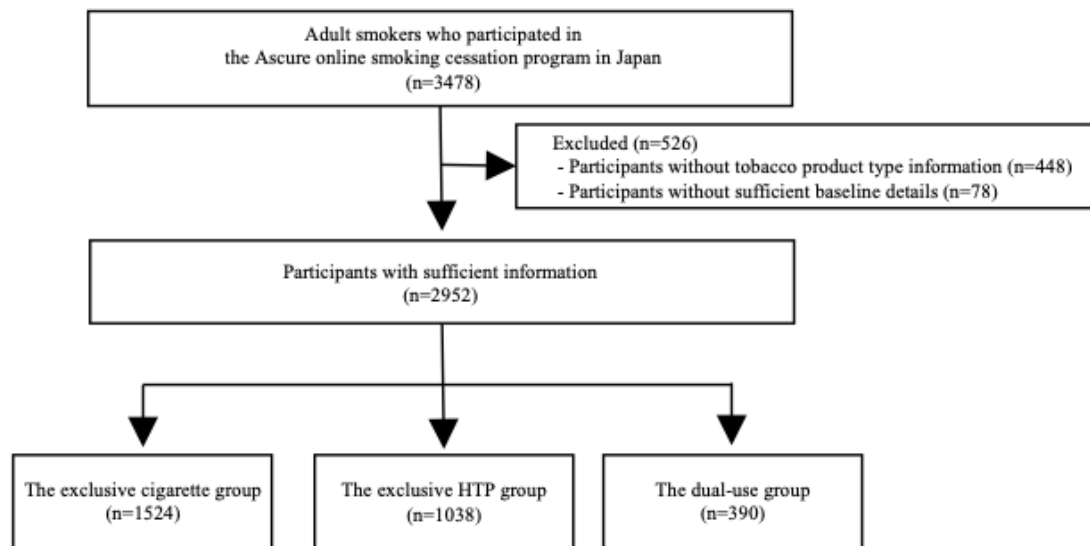 Adult smokers who participated in
the Ascure online smoking cessation program in Japan
(n=3478)
Excluded (n=526)
- Participants without tobacco product type information (n=448)
- Participants without sufficient baseline details (n=78)
Participants with sufficient information
(n=2952)
The exclusive cigarette group
(n=1524)
The exclusive HTP group
(n=1038)
The dual-use group
(n=390)